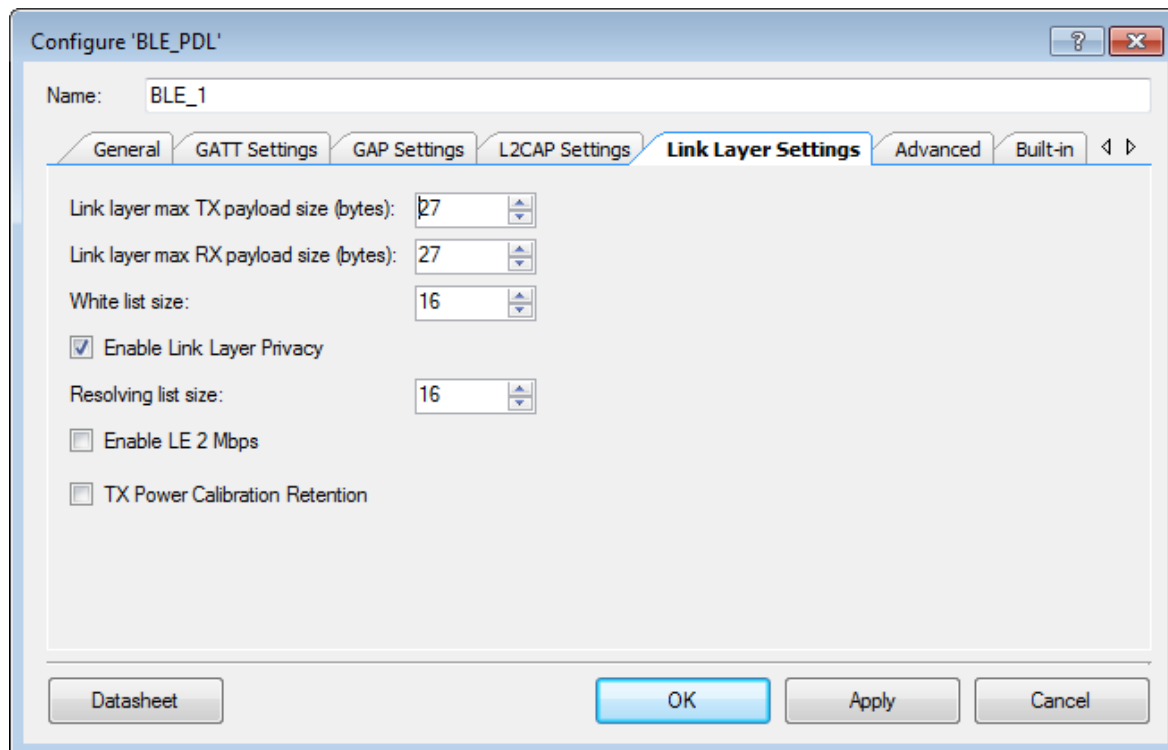 Configure 'BLE_PDL'
Name: BLE_1
General GATT Settings GAP Settings L2CAP Settings Link Layer Settings Advanced Built-in
Link layer max TX payload size (bytes): 27
Link layer max RX payload size (bytes): 27
White list size: 16
Enable Link Layer Privacy
Resolving list size: 16
Enable LE 2 Mbps
TX Power Calibration Retention
Datasheet OK Apply Cancel